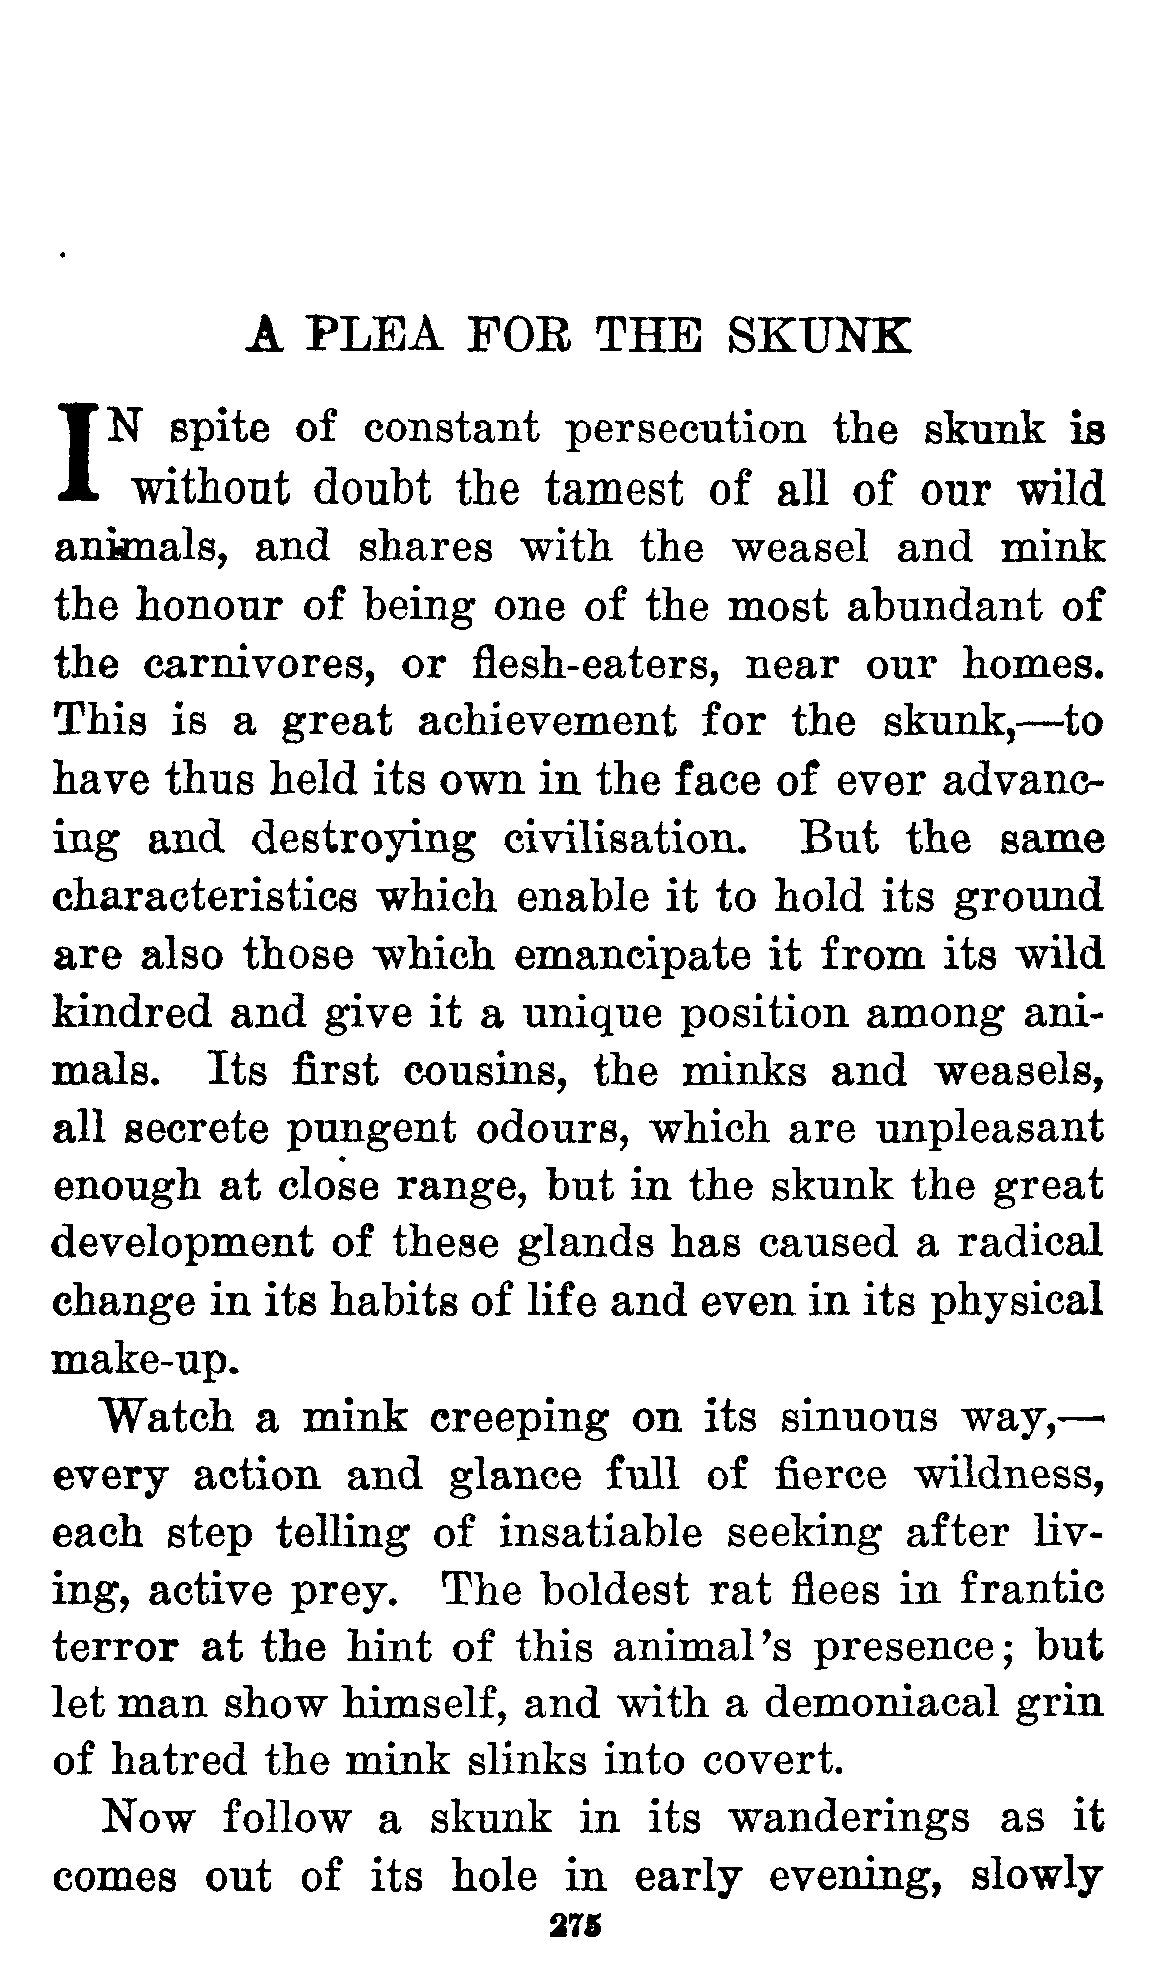 A PLEA FOR THE SKUNK
IN spite of constant persecution the skunk is
without doubt the tamest of all of our wild
animals, and shares with the weasel and mink
the honour of being one of the most abundant of
the carnivores, or flesh-eaters, near our homes.
This is a great achievement for the skunk,—to
have thus held its own in the face of ever advanc-
ing and destroying civilisation. But the same
characteristics which enable it to hold its ground
are also those which emancipate it from its wild
kindred and give it a unique position among ani-
mals. Its first cousins, the minks and weasels,
all secrete pungent odours, which are unpleasant
enough at close range, but in the skunk the great
development of these glands has caused a radical
change in its habits of life and even in its physical
make-up.
Watch a mink creeping on its sinuous way,—
every action and glance full of fierce wildness,
each step telling of insatiable seeking after liv-
ing, active prey. The boldest rat flees in frantic
terror at the hint of this animal's presence; but
let man show himself, and with a demoniacal grin
of hatred the mink slinks into covert.
Now follow a skunk in its wanderings as it
comes out of its hole in early evening, slowly
275